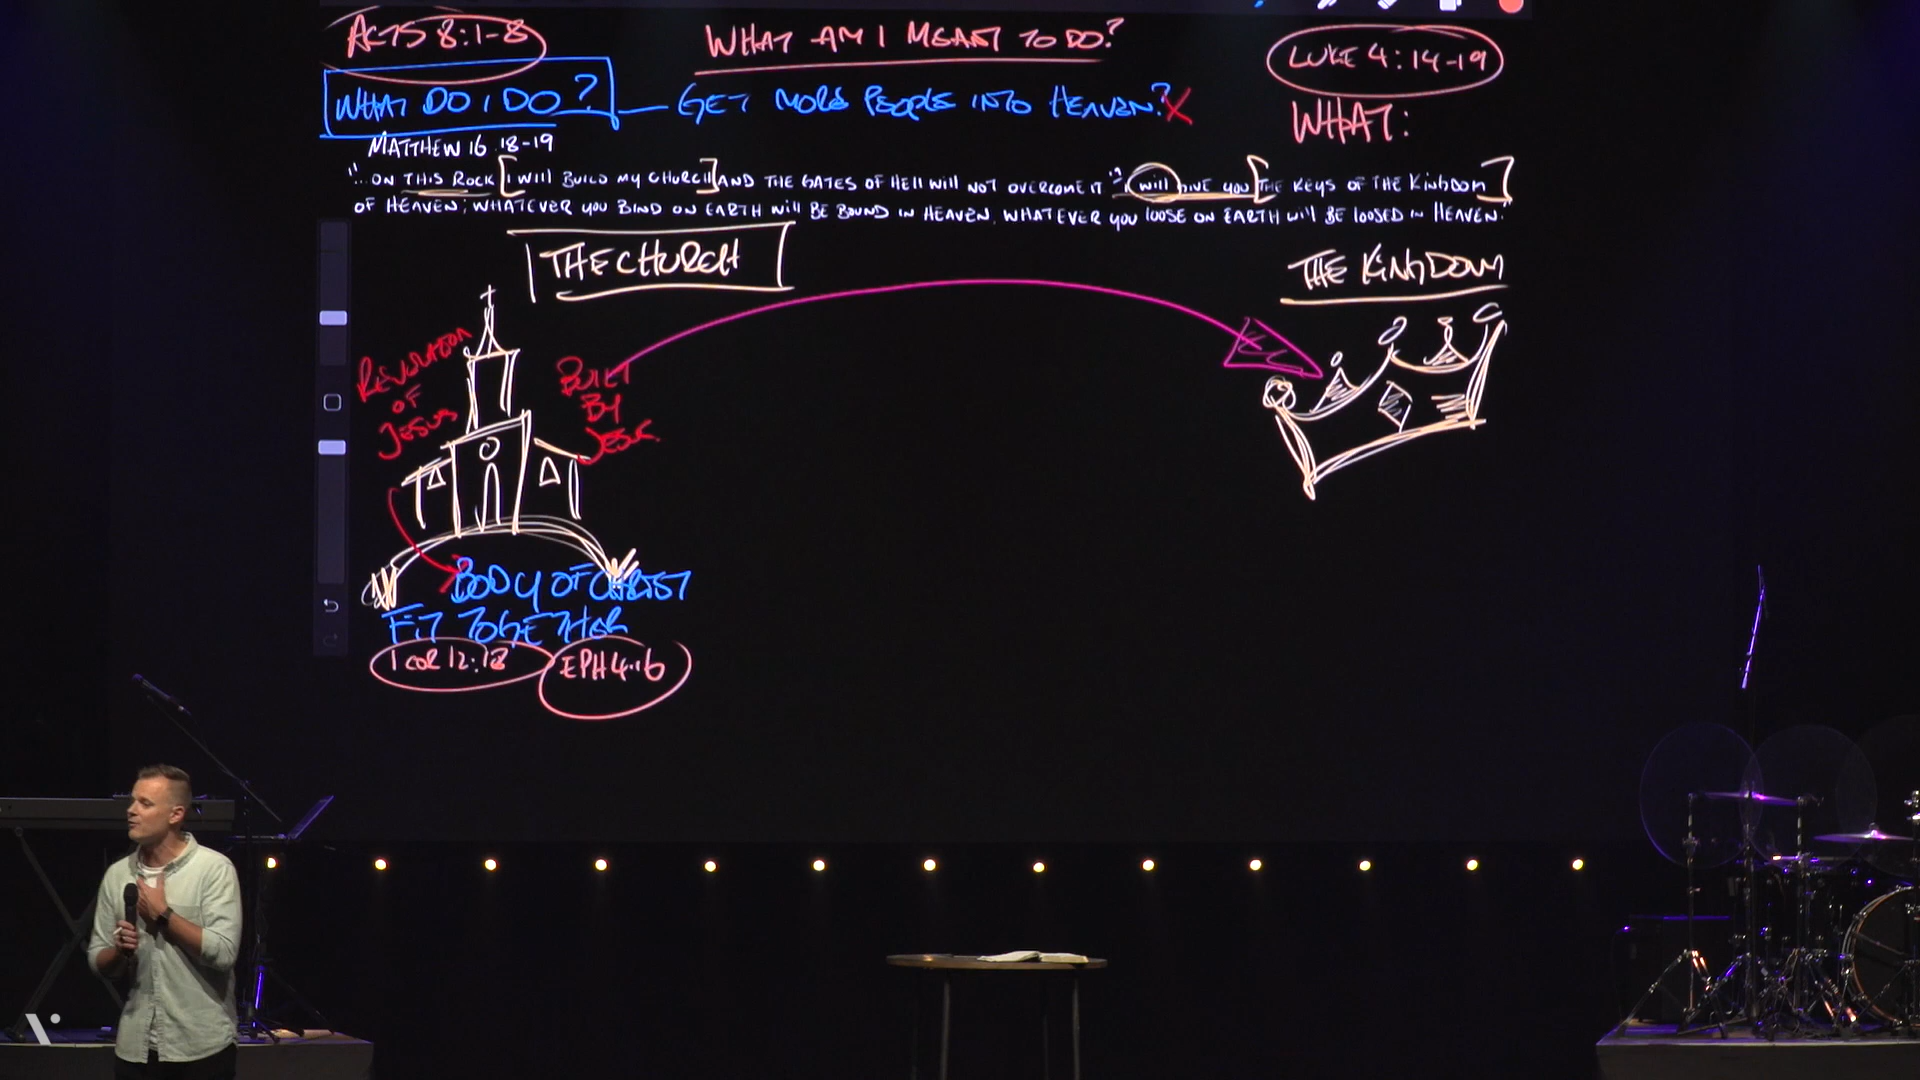 ACTS 8:1-8
WHAT AM I MEANT TO DO?
LUKE 4:14-19
WHAT DO I DO? — GET MORE PEOPLE INTO HEAVEN? X
WHAT:
MATTHEW 16:18-19
"...ON THIS ROCK [I WILL BUILD MY CHURCH] AND THE GATES OF HELL WILL NOT OVERCOME IT 19 I WILL GIVE YOU [THE KEYS OF THE KINGDOM]
OF HEAVEN; WHATEVER YOU BIND ON EARTH WILL BE BOUND IN HEAVEN, WHATEVER YOU LOOSE ON EARTH WILL BE LOOSED IN HEAVEN."
THE CHURCH
THE KINGDOM
REVELATION
OF
JESUS
BUILT
BY
JESUS.
BODY OF CHRIST
FIT TOGETHER
1 COR 12:18
EPH 4:16